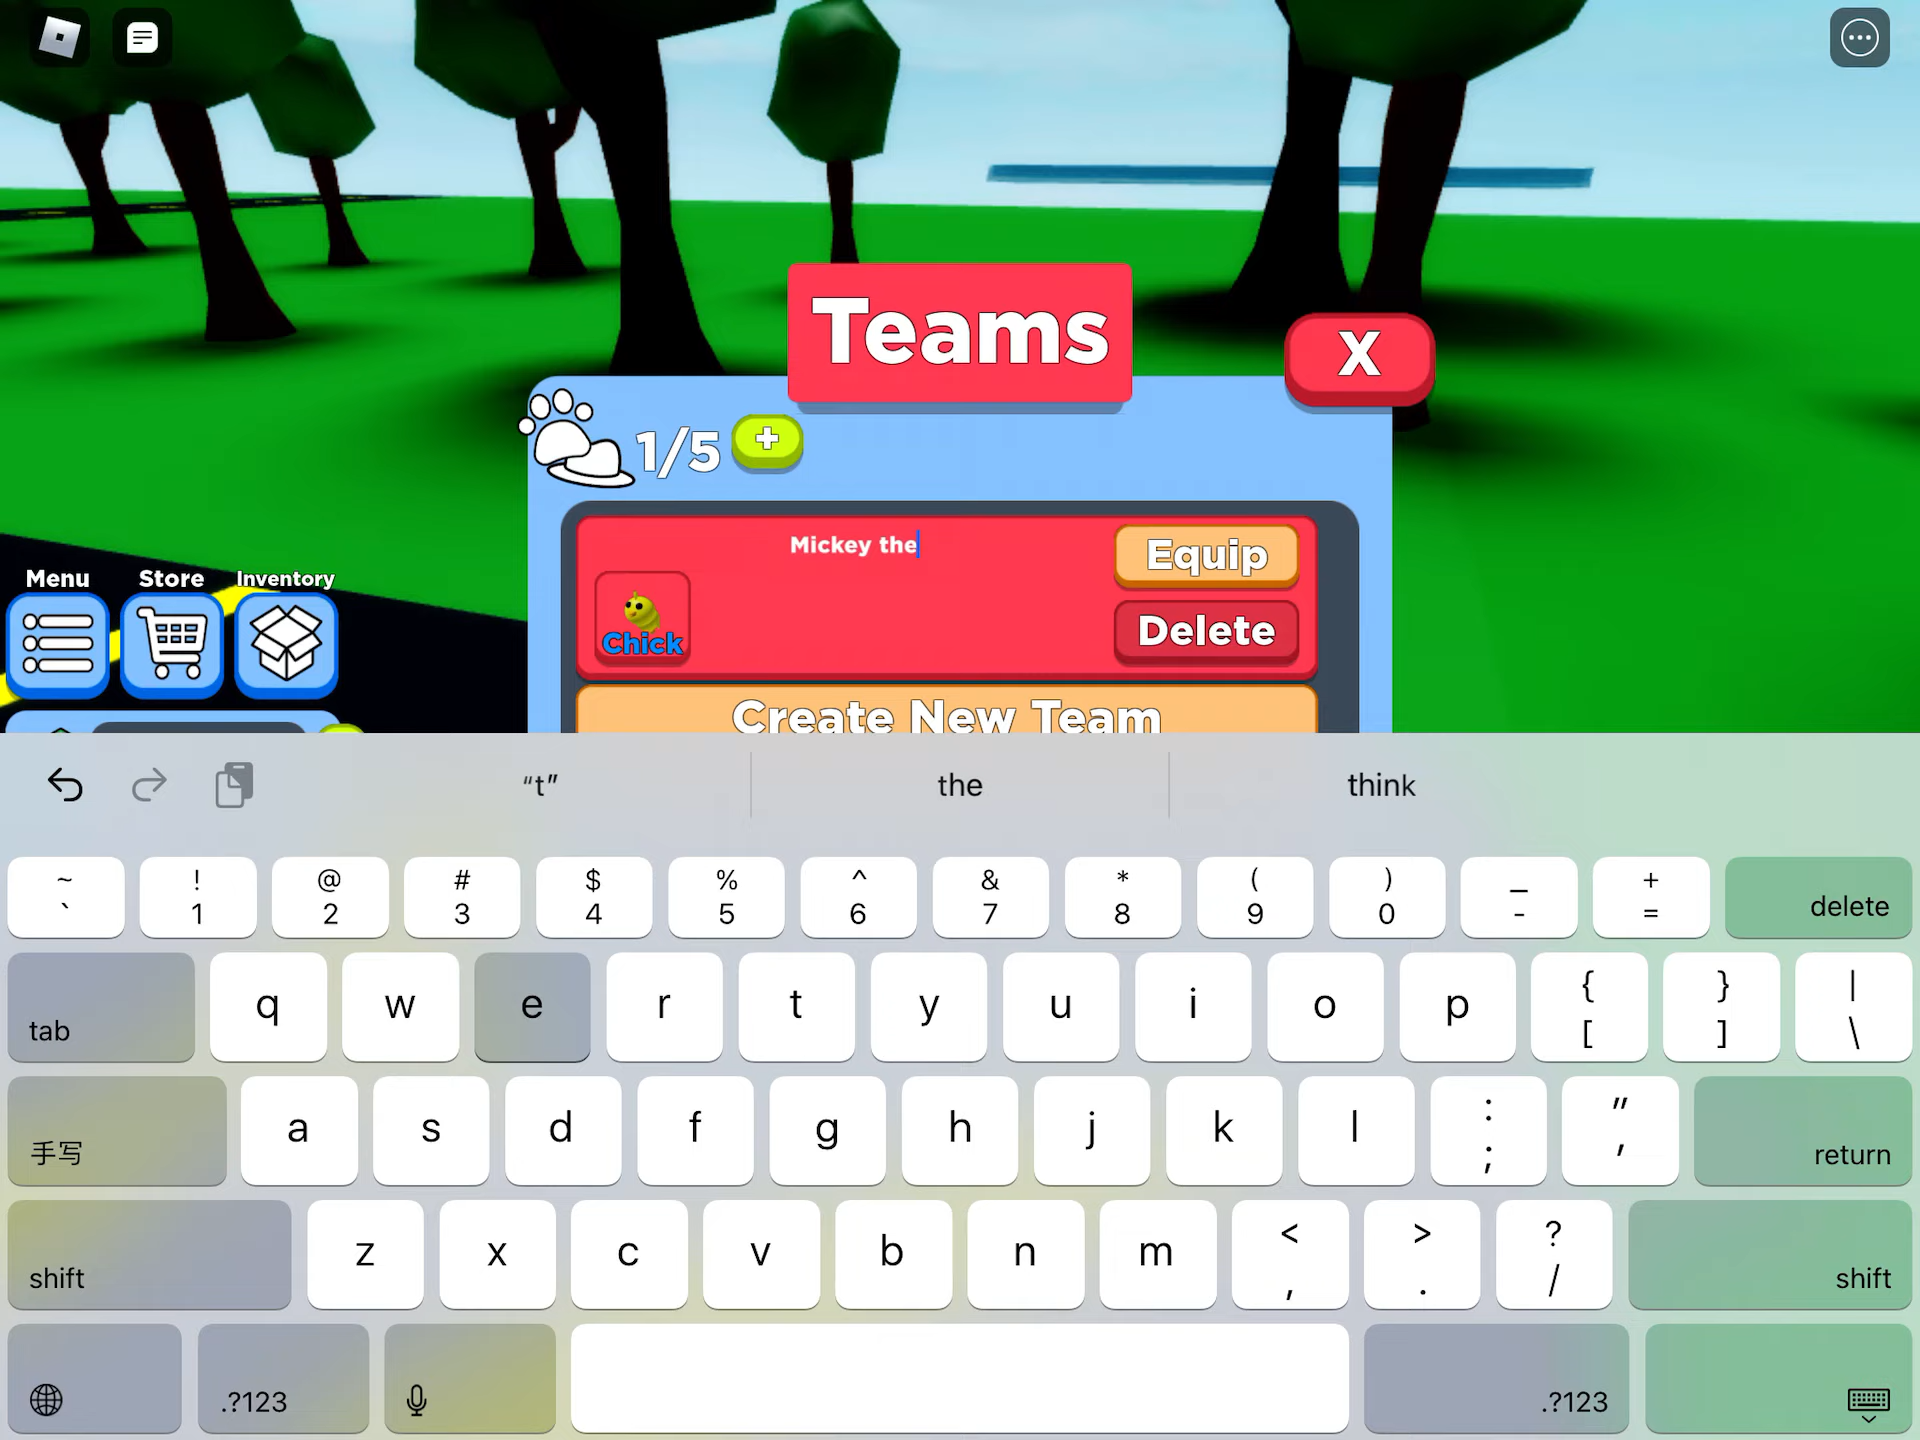 Teams
X
1/5 +
Mickey the
Equip
Chick
Delete
Create New Team
Menu Store Inventory
“t” the think
~ ! @ # $ % ^ & * ( ) _ +
` 1 2 3 4 5 6 7 8 9 0 - = delete
tab q w e r t y u i o p { } |
[ ] \
手写 a s d f g h j k l : " return
; '
shift z x c v b n m < > ? shift
, . /
.?123 .?123